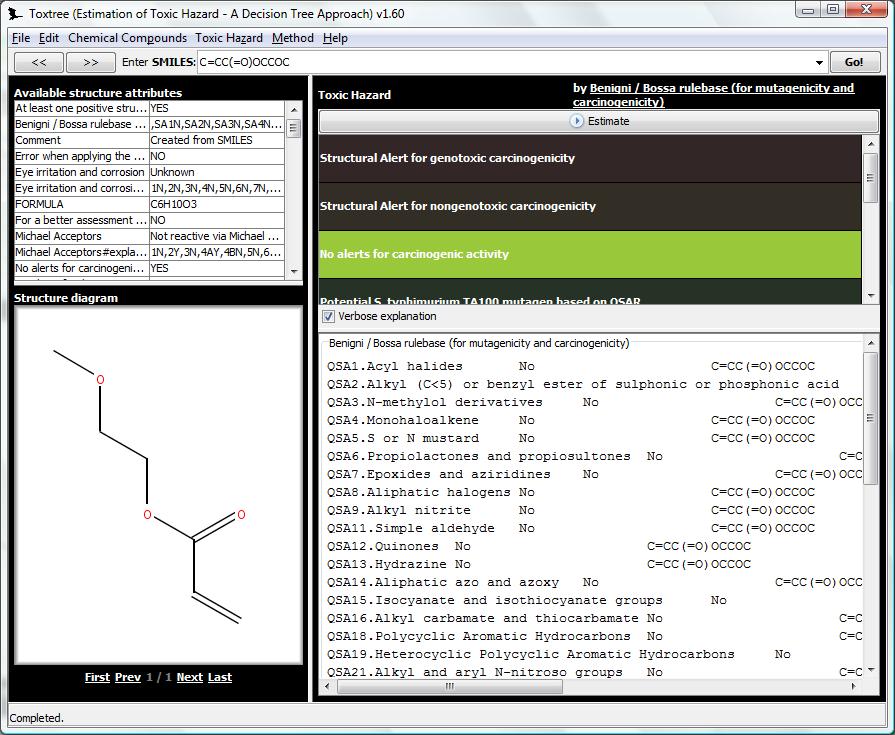 Toxtree (Estimation of Toxic Hazard - A Decision Tree Approach) v1.60
File Edit Chemical Compounds Toxic Hazard Method Help
<< >> Enter SMILES: C=CC(=O)OCCOC Go!
Available structure attributes
At least one positive stru... YES
Benigni / Bossa rulebase ... ,SA1N,SA2N,SA3N,SA4N...
Comment Created from SMILES
Error when applying the ... NO
Eye irritation and corrosion Unknown
Eye irritation and corrosi... 1N,2N,3N,4N,5N,6N,7N,...
FORMULA C6H10O3
For a better assessment ... NO
Michael Acceptors Not reactive via Michael ...
Michael Acceptors#expla... 1N,2Y,3N,4AY,4BN,5N,6...
No alerts for carcinogeni... YES
Structure diagram
O
O
O
First Prev 1 / 1 Next Last
Toxic Hazard
by Benigni / Bossa rulebase (for mutagenicity and
carcinogenicity)
Estimate
Structural Alert for genotoxic carcinogenicity
Structural Alert for nongenotoxic carcinogenicity
No alerts for carcinogenic activity
Potential S. typhimurium TA100 mutagen based on QSAR
Verbose explanation
Benigni / Bossa rulebase (for mutagenicity and carcinogenicity)
QSA1.Acyl halides No C=CC(=O)OCCOC
QSA2.Alkyl (C<5) or benzyl ester of sulphonic or phosphonic acid
QSA3.N-methylol derivatives No C=CC(=O)OCC
QSA4.Monohaloalkene No C=CC(=O)OCCOC
QSA5.S or N mustard No C=CC(=O)OCCOC
QSA6.Propiolactones and propiosultones No C=C
QSA7.Epoxides and aziridines No C=CC(=O)OCC
QSA8.Aliphatic halogens No C=CC(=O)OCCOC
QSA9.Alkyl nitrite No C=CC(=O)OCCOC
QSA11.Simple aldehyde No C=CC(=O)OCCOC
QSA12.Quinones No C=CC(=O)OCCOC
QSA13.Hydrazine No C=CC(=O)OCCOC
QSA14.Aliphatic azo and azoxy No C=CC(=O)OCC
QSA15.Isocyanate and isothiocyanate groups No
QSA16.Alkyl carbamate and thiocarbamate No C=C
QSA18.Polycyclic Aromatic Hydrocarbons No C=C
QSA19.Heterocyclic Polycyclic Aromatic Hydrocarbons No
QSA21.Alkyl and aryl N-nitroso groups No C=C
Completed.